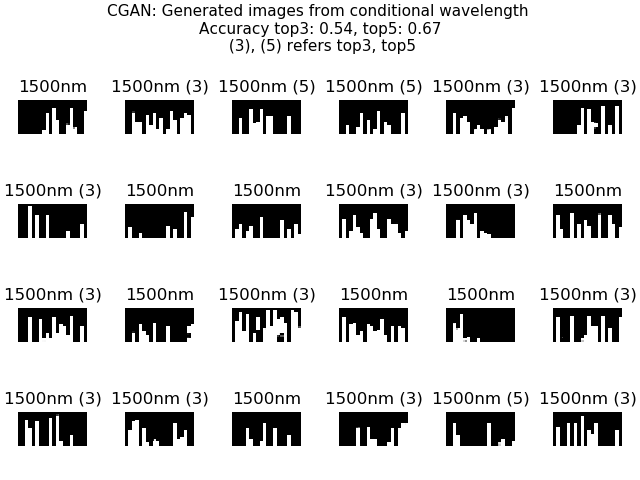 CGAN: Generated images from conditional wavelength
Accuracy top3: 0.54, top5: 0.67
(3), (5) refers top3, top5
1500nm 1500nm (3) 1500nm (5) 1500nm (5) 1500nm (3) 1500nm (3)
1500nm (3) 1500nm 1500nm 1500nm (3) 1500nm (3) 1500nm
1500nm (3) 1500nm 1500nm (3) 1500nm 1500nm 1500nm (3)
1500nm (3) 1500nm (3) 1500nm 1500nm (3) 1500nm (5) 1500nm (3)